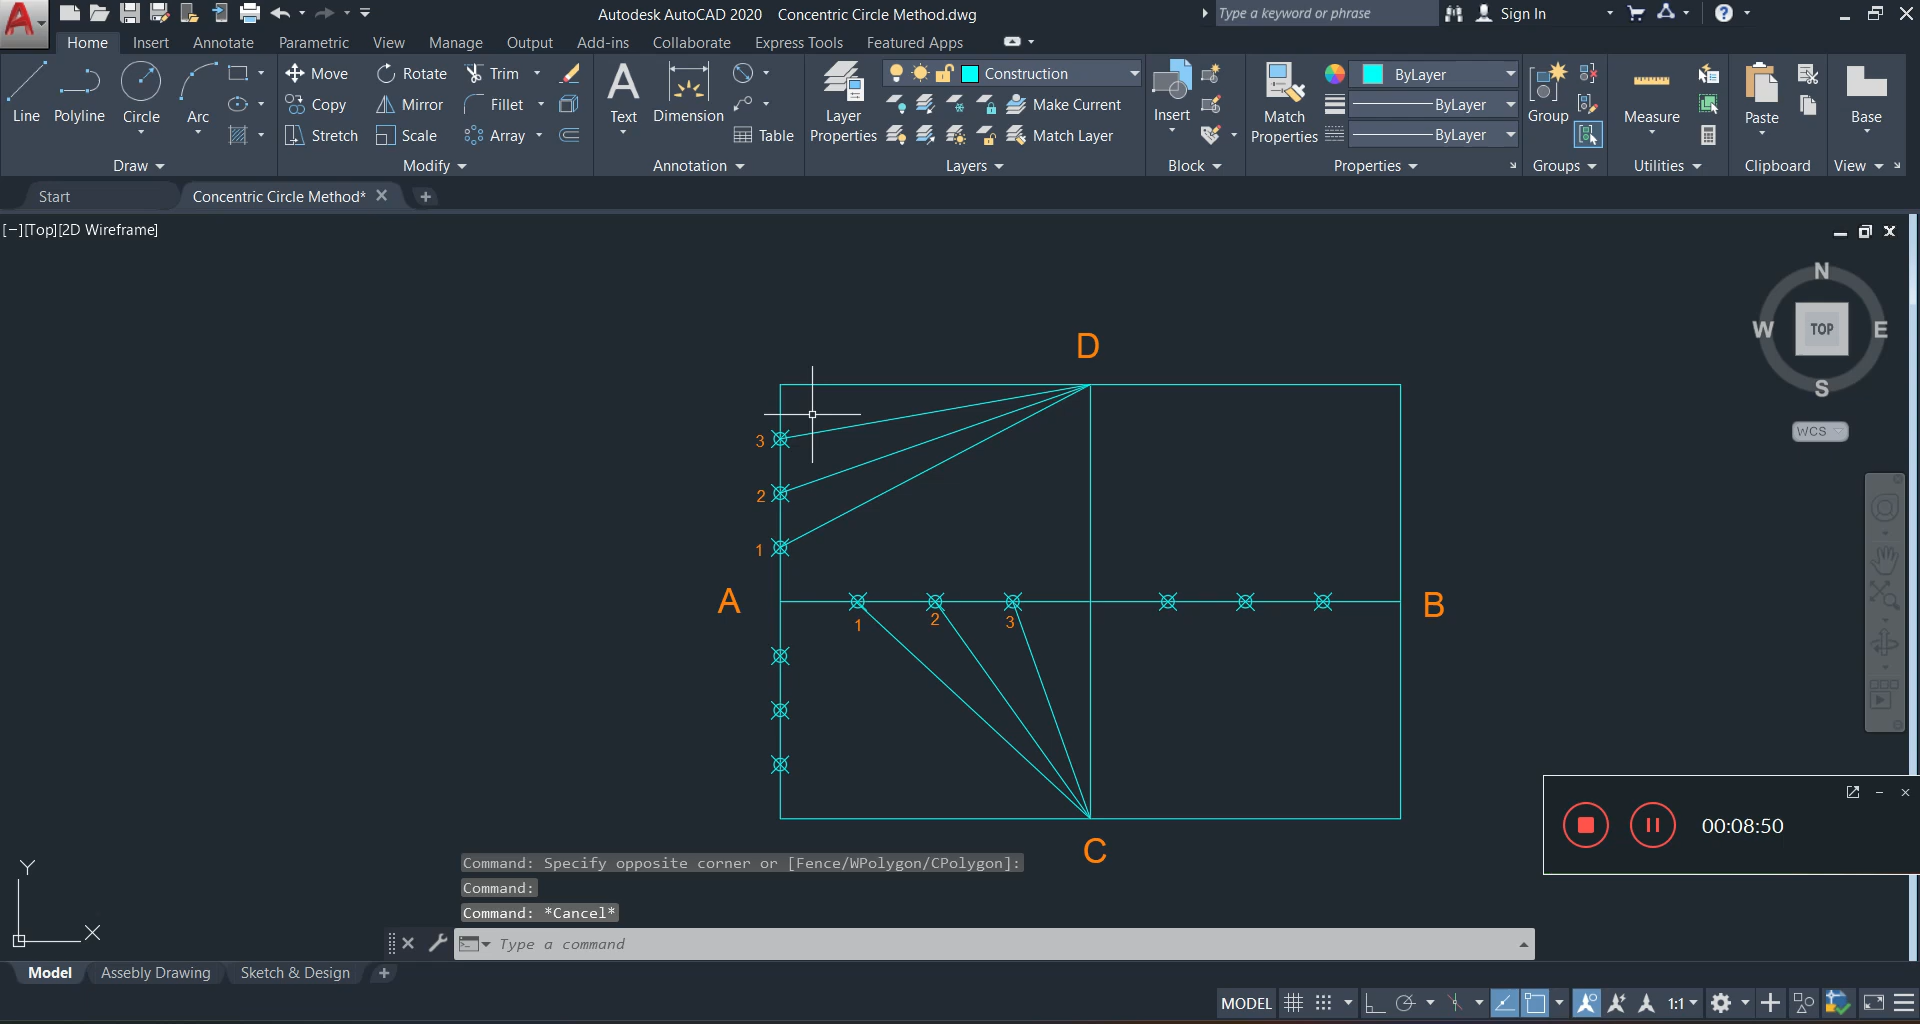 Autodesk AutoCAD 2020 Concentric Circle Method.dwg
Type a keyword or phrase
Sign In
Home Insert Annotate Parametric View Manage Output Add-ins Collaborate Express Tools Featured Apps
Line Polyline Circle Arc
Draw
Move Rotate Trim
Copy Mirror Fillet
Stretch Scale Array
Modify
Text Dimension Table
Annotation
Layer Properties
Construction
Make Current
Match Layer
Layers
Insert
Block
Match Properties
ByLayer
ByLayer
ByLayer
Properties
Group
Groups
Measure
Utilities
Paste
Clipboard
Base
View
Start Concentric Circle Method*
[−][Top][2D Wireframe]
N
W TOP E
S
WCS
D
3
2
1
A
B
1 2 3
C
00:08:50
Command: Specify opposite corner or [Fence/WPolygon/CPolygon]:
Command:
Command: *Cancel*
Type a command
Y
X
Model Assebly Drawing Sketch & Design
MODEL 1:1